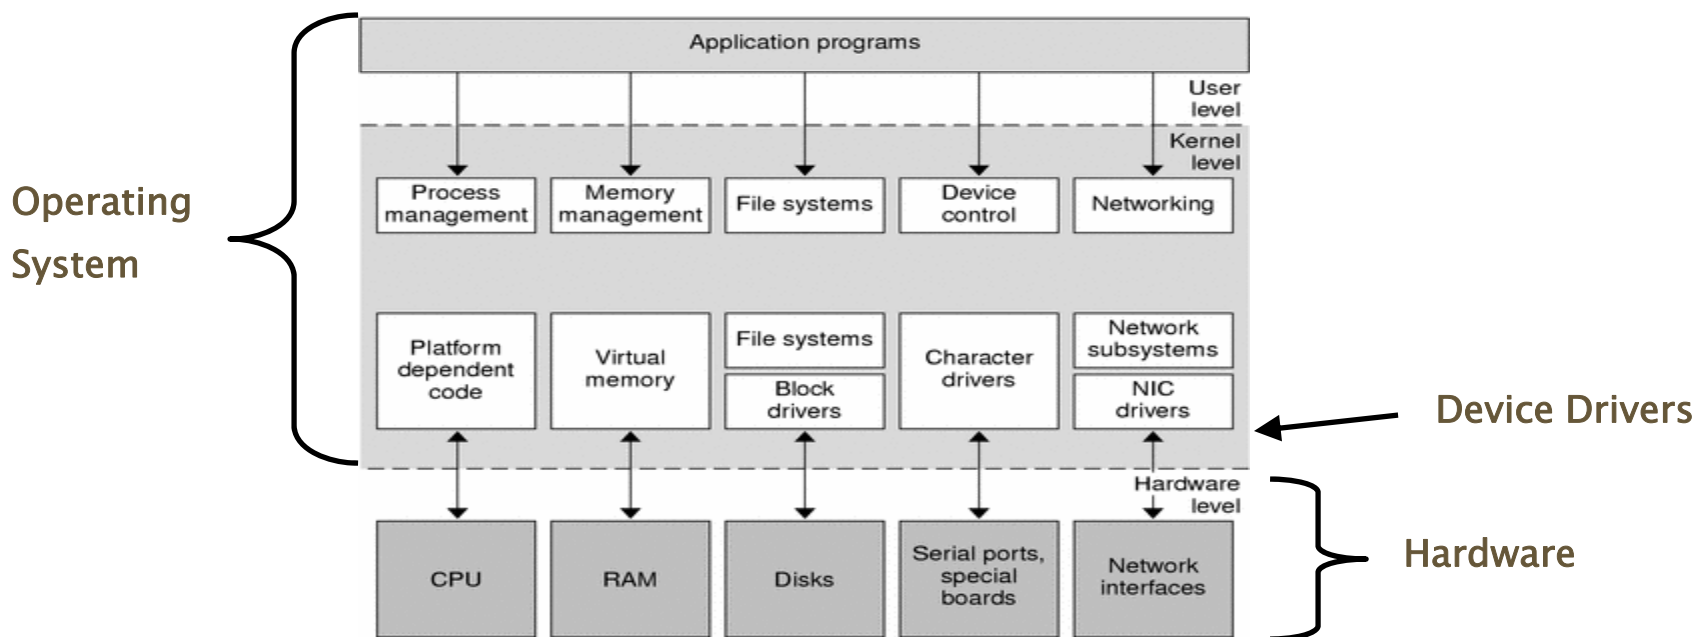 Application programs
User
level
Kernel
level
Operating
System
Process
management
Memory
management
File systems
Device
control
Networking
Platform
dependent
code
Virtual
memory
File systems
Block
drivers
Character
drivers
Network
subsystems
NIC
drivers
Device Drivers
Hardware
level
CPU
RAM
Disks
Serial ports,
special
boards
Network
interfaces
Hardware